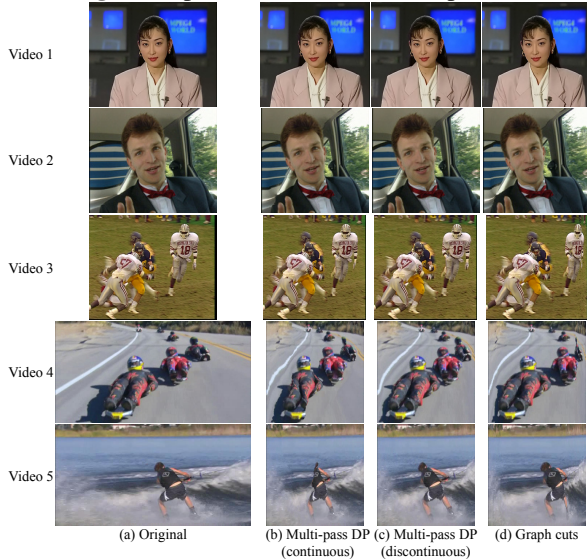 Video 1
MPEG4
WORLD
Video 2
Video 3
18
Video 4
Video 5
(a) Original
(b) Multi-pass DP
(continuous)
(c) Multi-pass DP
(discontinuous)
(d) Graph cuts